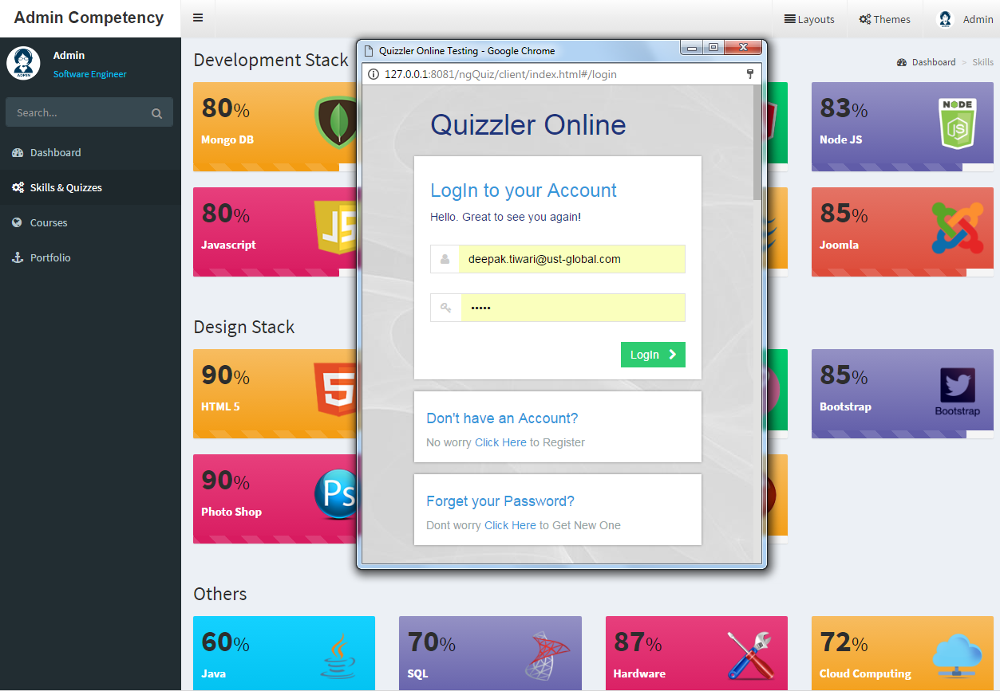 Admin Competency
Layouts
Themes
Admin
Admin
Software Engineer
Search...
Dashboard
Skills & Quizzes
Courses
Portfolio
Development Stack
Dashboard > Skills
80%
Mongo DB
83%
Node JS
NODE
JS
80%
Javascript
JS
85%
Joomla
Design Stack
90%
HTML 5
5
85%
Bootstrap
Bootstrap
90%
Photo Shop
Ps
Others
60%
Java
70%
SQL
87%
Hardware
72%
Cloud Computing
Quizzler Online Testing - Google Chrome
127.0.0.1:8081/ngQuiz/client/index.html#/login
Quizzler Online
LogIn to your Account
Hello. Great to see you again!
deepak.tiwari@ust-global.com
•••••
LogIn
Don't have an Account?
No worry Click Here to Register
Forget your Password?
Dont worry Click Here to Get New One